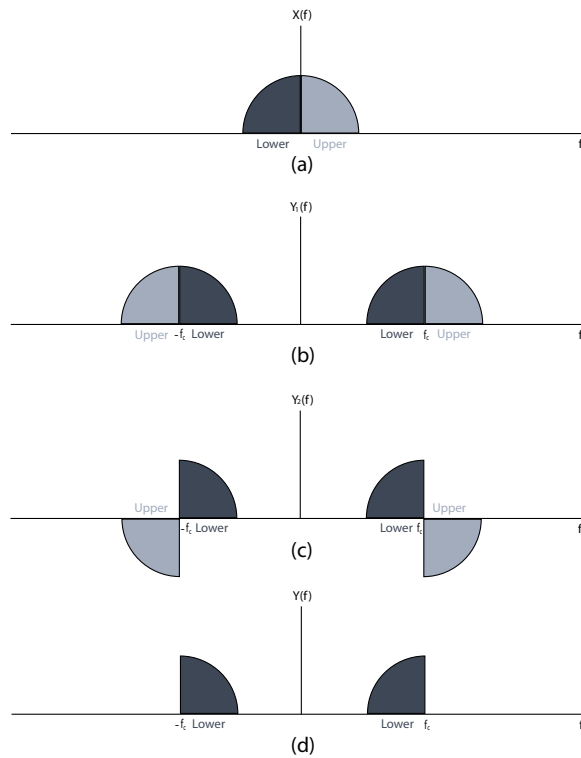 X(f)
f
Lower Upper
(a)
Y₁(f)
f
Upper -f꜀ Lower Lower f꜀ Upper
(b)
Y₂(f)
Upper Upper
f
-f꜀ Lower Lower f꜀
(c)
Y(f)
f
-f꜀ Lower Lower f꜀
(d)